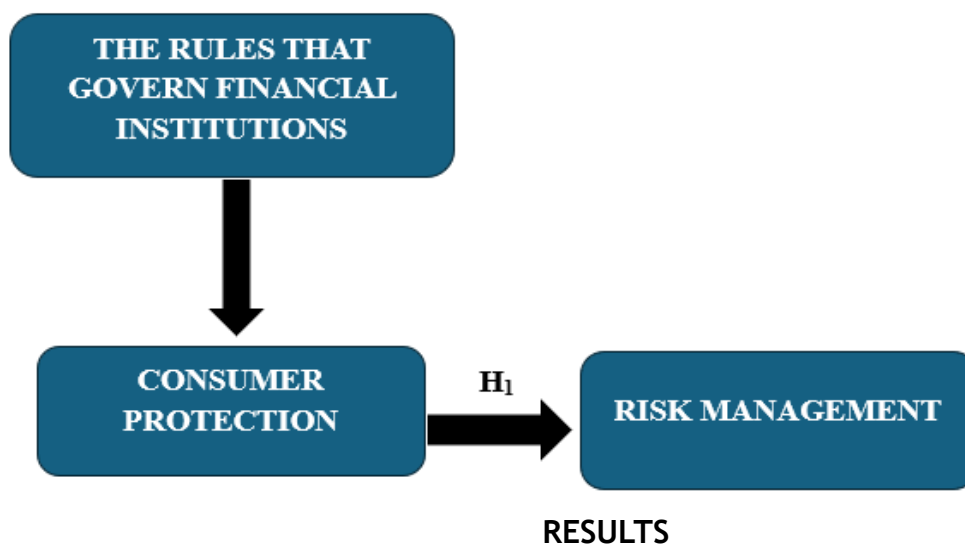 THE RULES THAT
GOVERN FINANCIAL
INSTITUTIONS
CONSUMER
PROTECTION
H₁
RISK MANAGEMENT
RESULTS